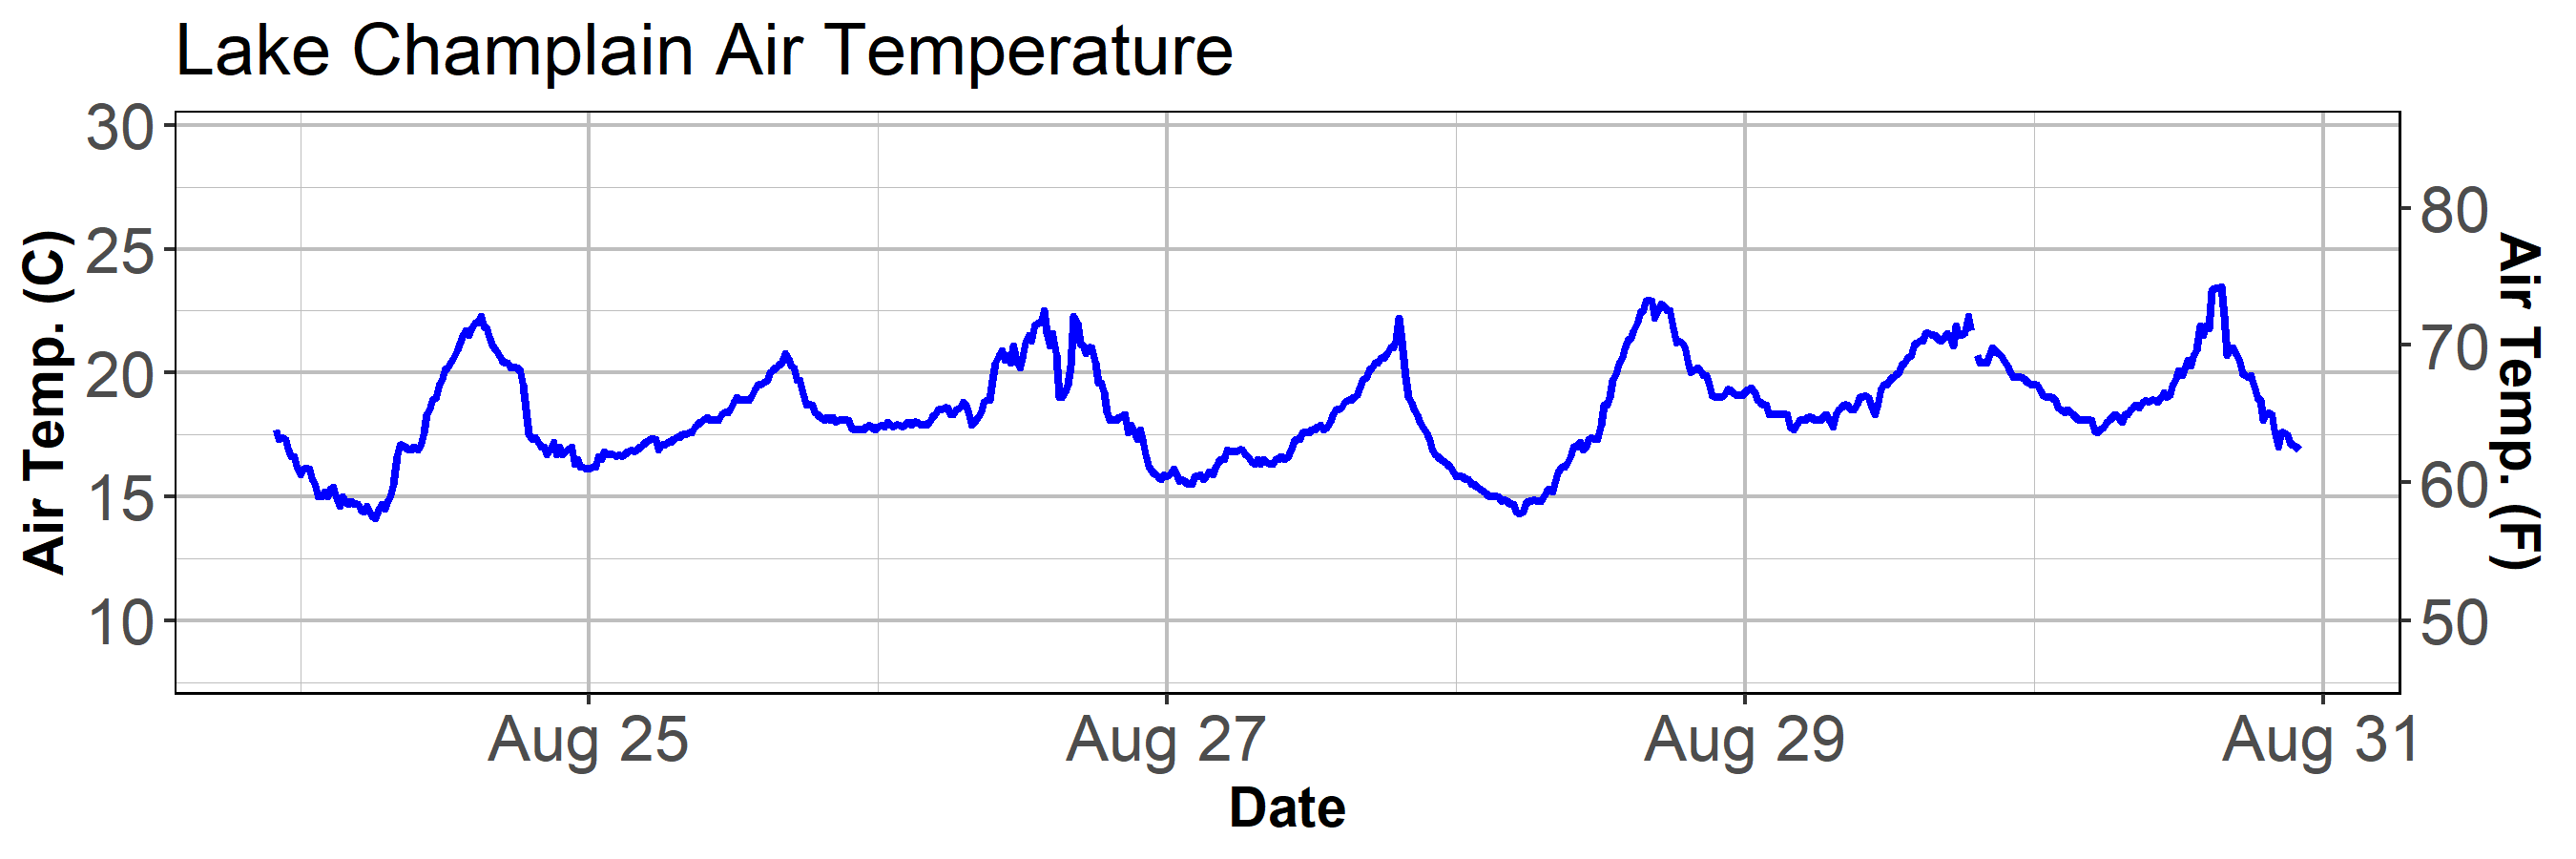 Lake Champlain Air Temperature
30
25
20
15
10
Air Temp. (C)
80
70
60
50
Air Temp. (F)
Aug 25
Aug 27
Aug 29
Aug 31
Date